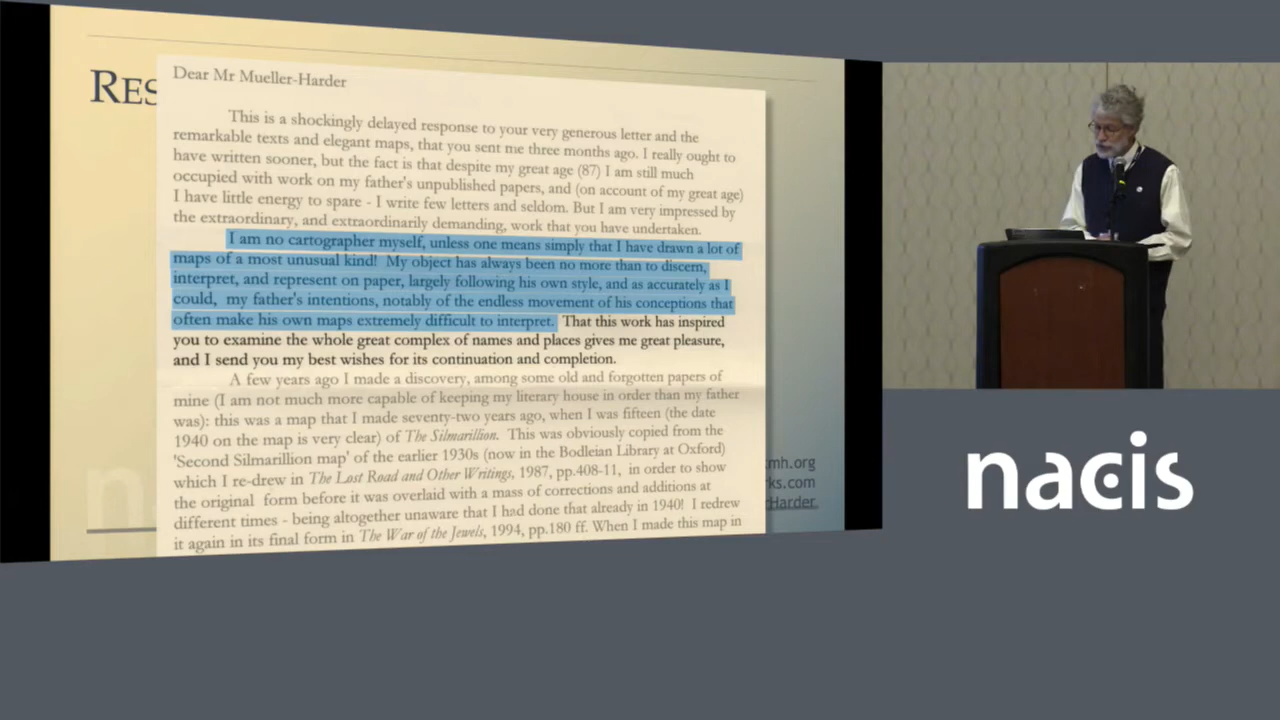 RES
Dear Mr Mueller-Harder
This is a shockingly delayed response to your very generous letter and the
remarkable texts and elegant maps, that you sent me three months ago. I really ought to
have written sooner, but the fact is that despite my great age (87) I am still much
occupied with work on my father's unpublished papers, and (on account of my great age)
I have little energy to spare - I write few letters and seldom. But I am very impressed by
the extraordinary, and extraordinarily demanding, work that you have undertaken.
I am no cartographer myself, unless one means simply that I have drawn a lot of
maps of a most unusual kind! My object has always been no more than to discern,
interpret, and represent on paper, largely following his own style, and as accurately as I
could, my father's intentions, notably of the endless movement of his conceptions that
often make his own maps extremely difficult to interpret. That this work has inspired
you to examine the whole great complex of names and places gives me great pleasure,
and I send you my best wishes for its continuation and completion.
A few years ago I made a discovery, among some old and forgotten papers of
mine (I am not much more capable of keeping my literary house in order than my father
was): this was a map that I made seventy-two years ago, when I was fifteen (the date
1940 on the map is very clear) of The Silmarillion. This was obviously copied from the
'Second Silmarillion map' of the earlier 1930s (now in the Bodleian Library at Oxford)
which I re-drew in The Lost Road and Other Writings, 1987, pp.408-11, in order to show
the original form before it was overlaid with a mass of corrections and additions at
different times - being altogether unaware that I had done that already in 1940! I redrew
it again in its final form in The War of the Jewels, 1994, pp.180 ff. When I made this map in
mh.org
ks.com
Harder
nacis